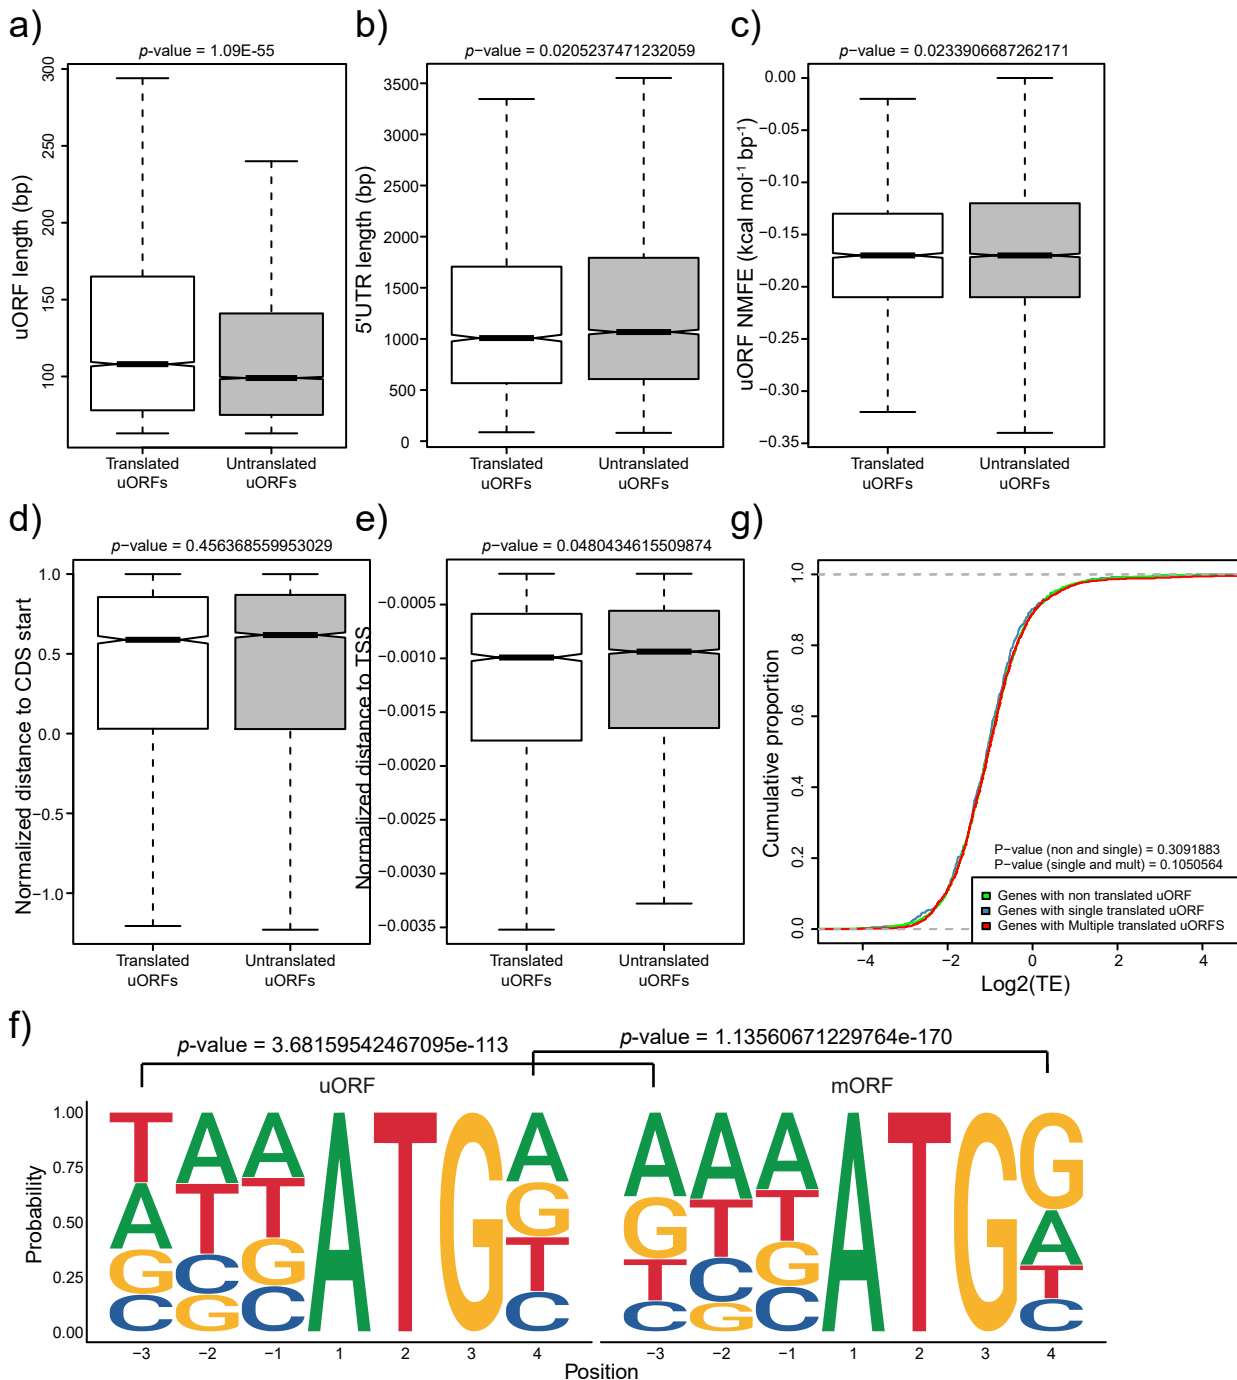 a)
p-value = 1.09E-55
uORF length (bp)
300
250
200
150
100
Translated uORFs
Untranslated uORFs
b)
p−value = 0.0205237471232059
5'UTR length (bp)
3500
3000
2500
2000
1500
1000
500
0
Translated
uORFs
Untranslated
uORFs
c)
p−value = 0.0233906687262171
uORF NMFE (kcal mol-1 bp-1)
0.00
−0.05
−0.10
−0.15
−0.20
−0.25
−0.30
−0.35
Translated
uORFs
Untranslated
uORFs
d)
p−value = 0.456368559953029
Normalized distance to CDS start
1.0
0.5
0.0
−0.5
−1.0
Translated
uORFs
Untranslated
uORFs
e)
p−value = 0.0480434615509874
Normalized distance to TSS
−0.0005
−0.0010
−0.0015
−0.0020
−0.0025
−0.0030
−0.0035
Translated
uORFs
Untranslated
uORFs
g)
Cumulative proportion
1.0
0.8
0.6
0.4
0.2
0.0
P−value (non and single) = 0.3091883
P−value (single and mult) = 0.1050564
Genes with non translated uORF
Genes with single translated uORF
Genes with Multiple translated uORFS
−4 −2 0 2 4
Log2(TE)
f)
p-value = 3.68159542467095e-113
p-value = 1.13560671229764e-170
uORF
mORF
Probability
1.00
0.75
0.50
0.25
0.00
T A A A T G A
A T T G
G C G T
C G C C
A A A A T G G
G T T A
T C G T
C G C C
−3 −2 −1 1 2 3 4
−3 −2 −1 1 2 3 4
Position